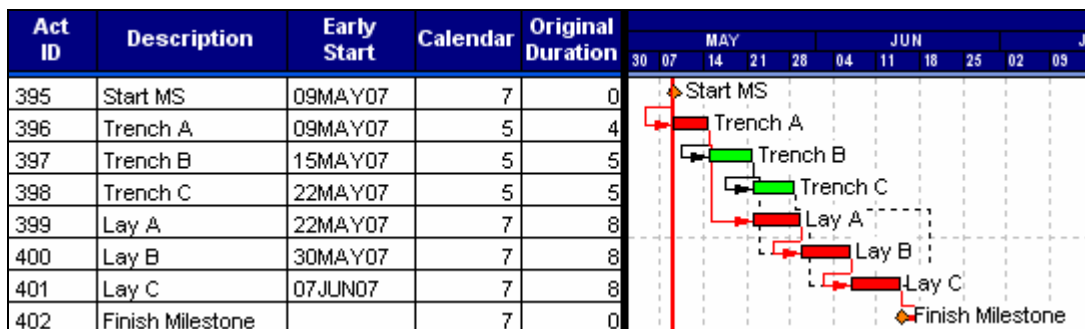 Act ID Description Early Start Calendar Original Duration
MAY JUN J
30 07 14 21 28 04 11 18 25 02 09
395 Start MS 09MAY07 7 0 Start MS
396 Trench A 09MAY07 5 4 Trench A
397 Trench B 15MAY07 5 5 Trench B
398 Trench C 22MAY07 5 5 Trench C
399 Lay A 22MAY07 7 8 Lay A
400 Lay B 30MAY07 7 8 Lay B
401 Lay C 07JUN07 7 8 Lay C
402 Finish Milestone 7 0 Finish Milestone